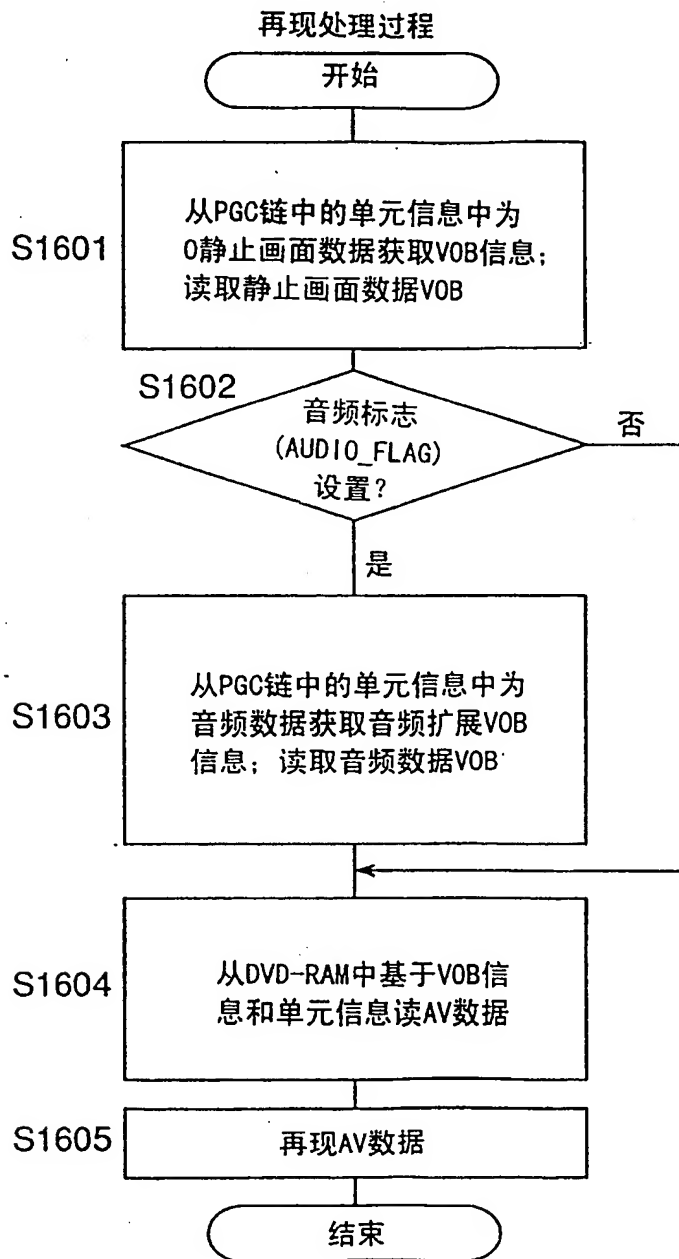 再现处理过程
开始
S1601
从PGC链中的单元信息中为
0静止画面数据获取VOB信息;
读取静止画面数据VOB
S1602
音频标志
(AUDIO_FLAG)
设置?
否
是
S1603
从PGC链中的单元信息中为
音频数据获取音频扩展VOB
信息; 读取音频数据VOB
S1604
从DVD-RAM中基于VOB信
息和单元信息读AV数据
S1605
再现AV数据
结束